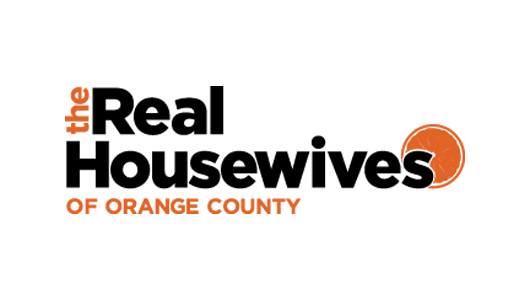 the Real
Housewives
OF ORANGE COUNTY